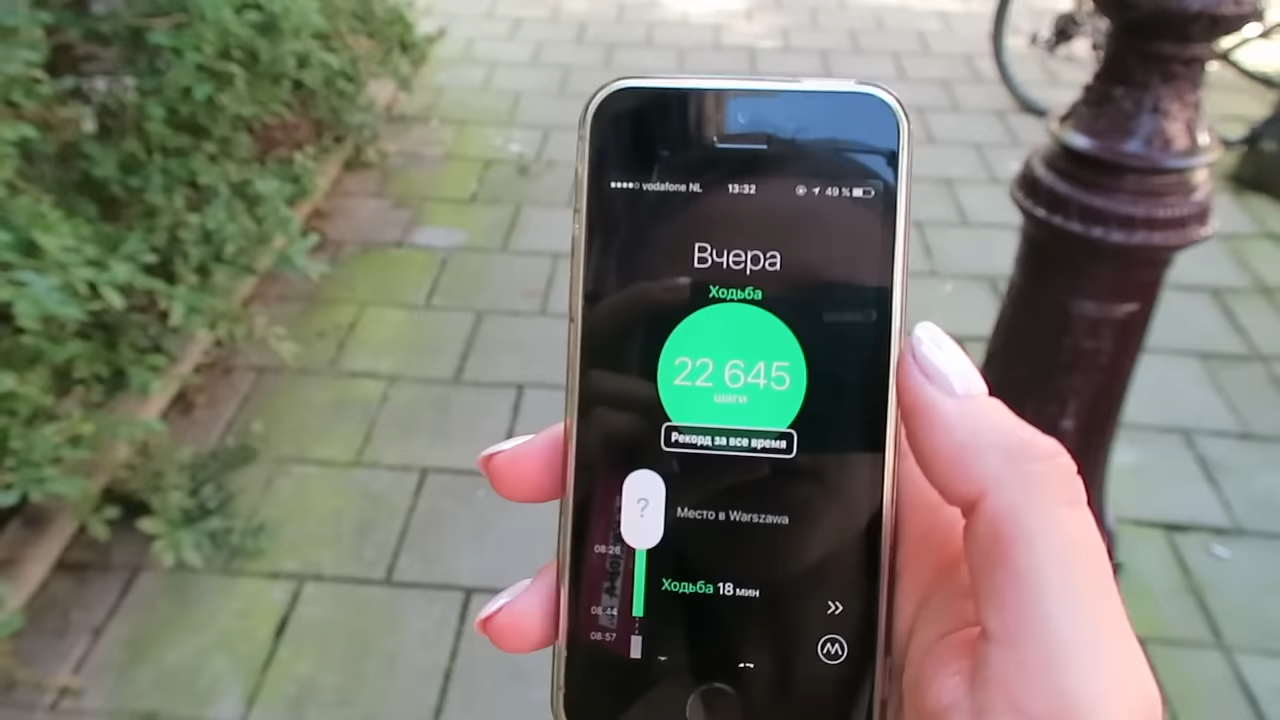 vodafone NL 13:32 49 %
Вчера
Ходьба
22 645
шаги
Рекорд за все время
?
Место в Warszawa
08:26
Ходьба 18 мин
08:44
08:57